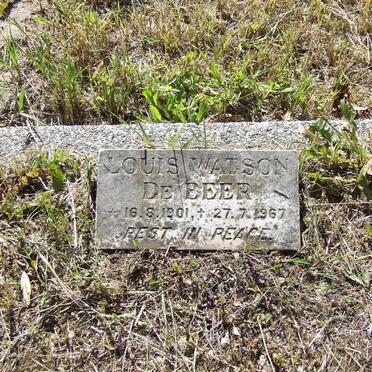 LOUIS WATSON
De BEER
* 16.8.1901. + 27.7.1967
REST IN PEACE.